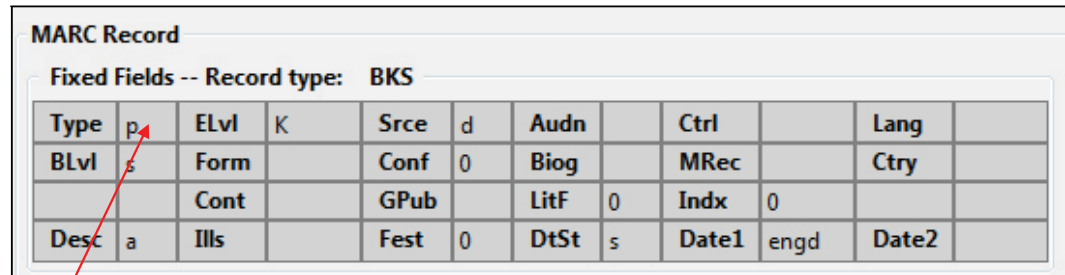 MARC Record
Fixed Fields -- Record type: BKS
Type p ELvl K Srce d Audn Ctrl Lang
BLvl s Form Conf 0 Biog MRec Ctry
Cont GPub LitF 0 Indx 0
Desc a Ills Fest 0 DtSt s Date1 engd Date2